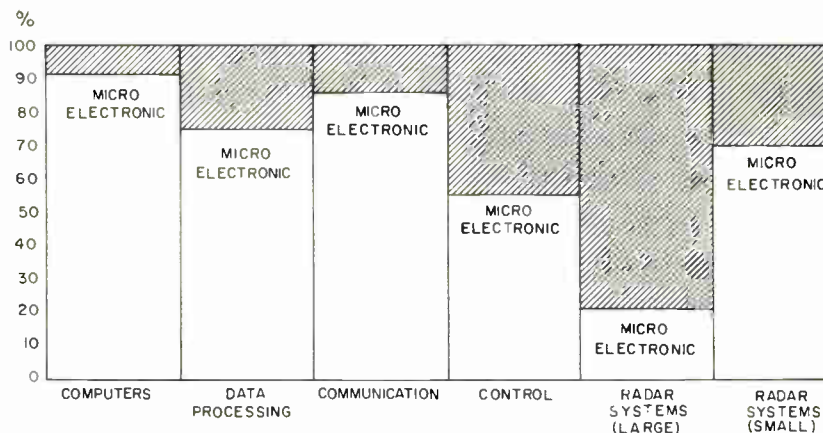 %
100
90
80
70
60
50
40
30
20
10
0
MICRO
ELECTRONIC
MICRO
ELECTRONIC
MICRO
ELECTRONIC
MICRO
ELECTRONIC
MICRO
ELECTRONIC
MICRO
ELECTRONIC
COMPUTERS
DATA
PROCESSING
COMMUNICATION
CONTROL
RADAR
SYSTEMS
(LARGE)
RADAR
SYSTEMS
(SMALL)